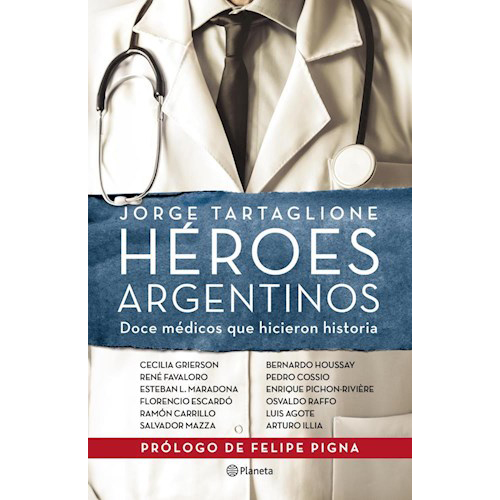 JORGE TARTAGLIONE
HÉROES
ARGENTINOS
Doce médicos que hicieron historia
CECILIA GRIERSON
RENÉ FAVALORO
ESTEBAN L. MARADONA
FLORENCIO ESCARDÓ
RAMÓN CARRILLO
SALVADOR MAZZA
BERNARDO HOUSSAY
PEDRO COSSIO
ENRIQUE PICHON-RIVIÈRE
OSVALDO RAFFO
LUIS AGOTE
ARTURO ILLIA
PRÓLOGO DE FELIPE PIGNA
Planeta